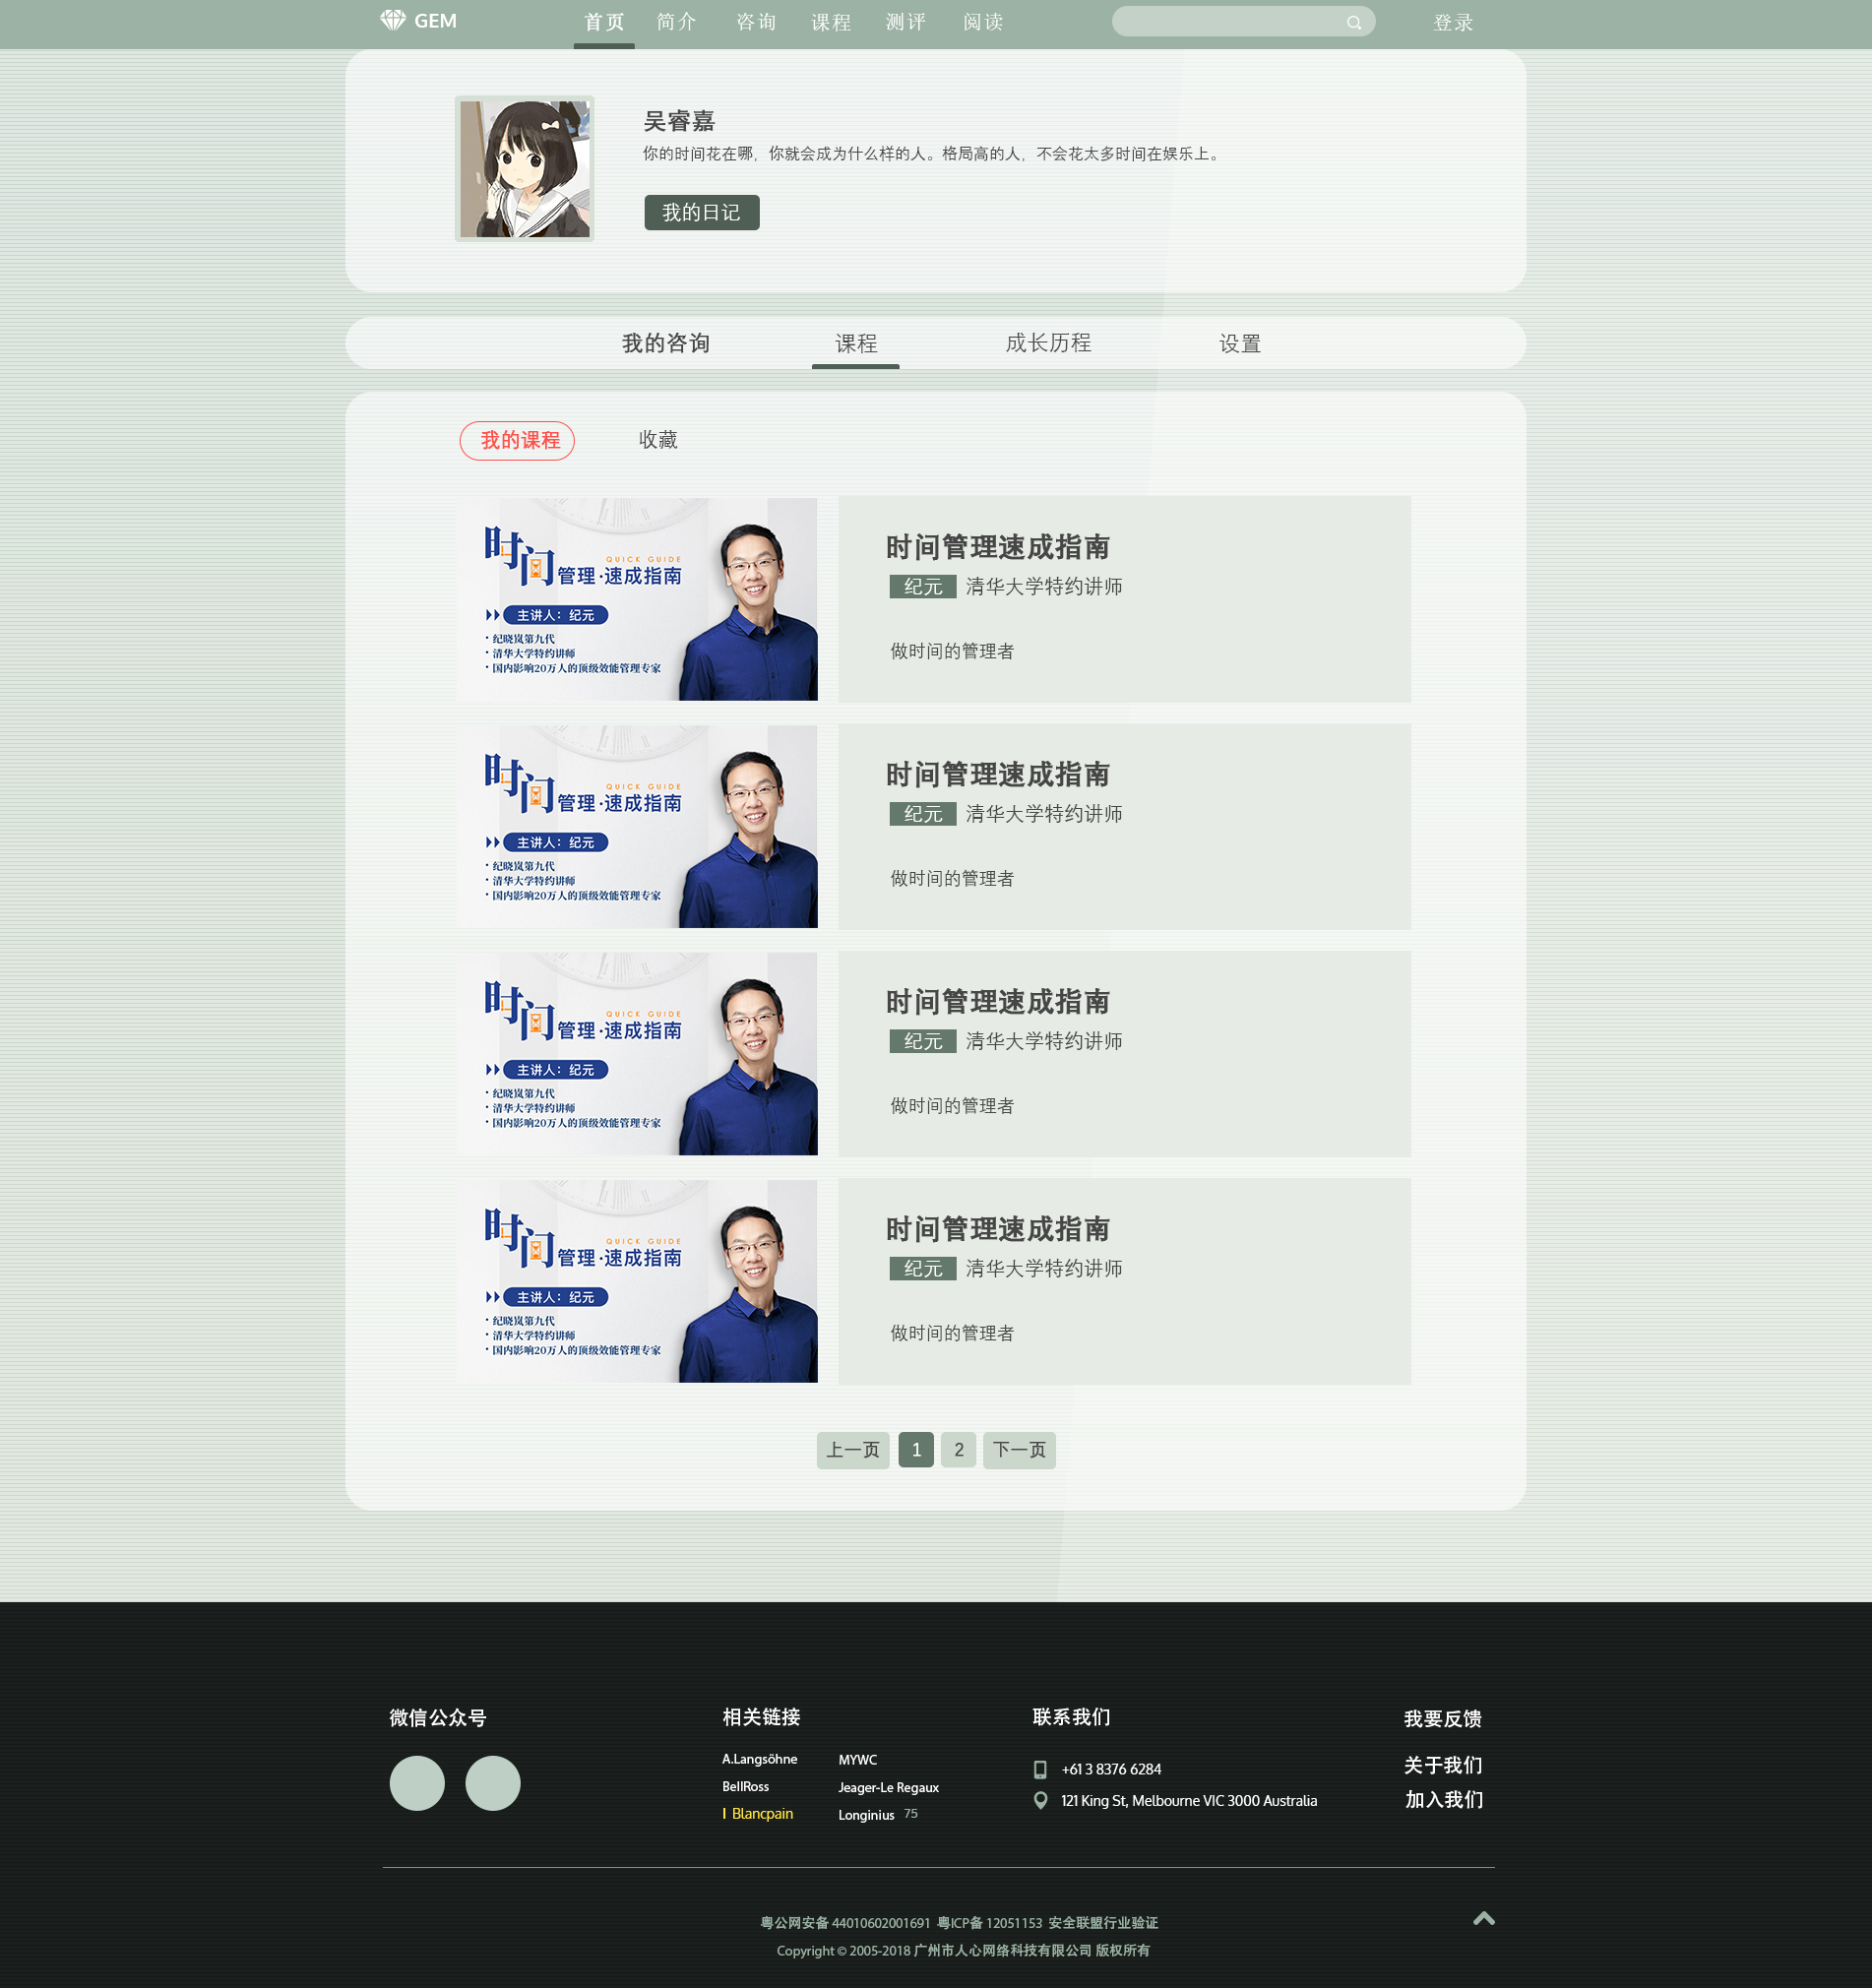 GEM 首页 简介 咨询 课程 测评 阅读 登录
吴睿嘉
你的时间花在哪，你就会成为什么样的人。格局高的人，不会花太多时间在娱乐上。
我的日记
我的咨询 课程 成长历程 设置
我的课程 收藏
时间
QUICK GUIDE
管理·速成指南
主讲人：纪元
· 纪晓岚第九代
· 清华大学特约讲师
· 国内影响20万人的顶级效能管理专家
时间管理速成指南
纪元 清华大学特约讲师
做时间的管理者
时间
QUICK GUIDE
管理·速成指南
主讲人：纪元
· 纪晓岚第九代
· 清华大学特约讲师
· 国内影响20万人的顶级效能管理专家
时间管理速成指南
纪元 清华大学特约讲师
做时间的管理者
时间
QUICK GUIDE
管理·速成指南
主讲人：纪元
· 纪晓岚第九代
· 清华大学特约讲师
· 国内影响20万人的顶级效能管理专家
时间管理速成指南
纪元 清华大学特约讲师
做时间的管理者
时间
QUICK GUIDE
管理·速成指南
主讲人：纪元
· 纪晓岚第九代
· 清华大学特约讲师
· 国内影响20万人的顶级效能管理专家
时间管理速成指南
纪元 清华大学特约讲师
做时间的管理者
上一页 1 2 下一页
微信公众号
相关链接
A.Langsöhne MYWC
BellRoss Jeager-Le Regaux
Blancpain Longinius 75
联系我们
+61 3 8376 6284
121 King St, Melbourne VIC 3000 Australia
我要反馈
关于我们
加入我们
粤公网安备 44010602001691 粤ICP备 12051153 安全联盟行业验证
Copyright © 2005-2018 广州市人心网络科技有限公司 版权所有